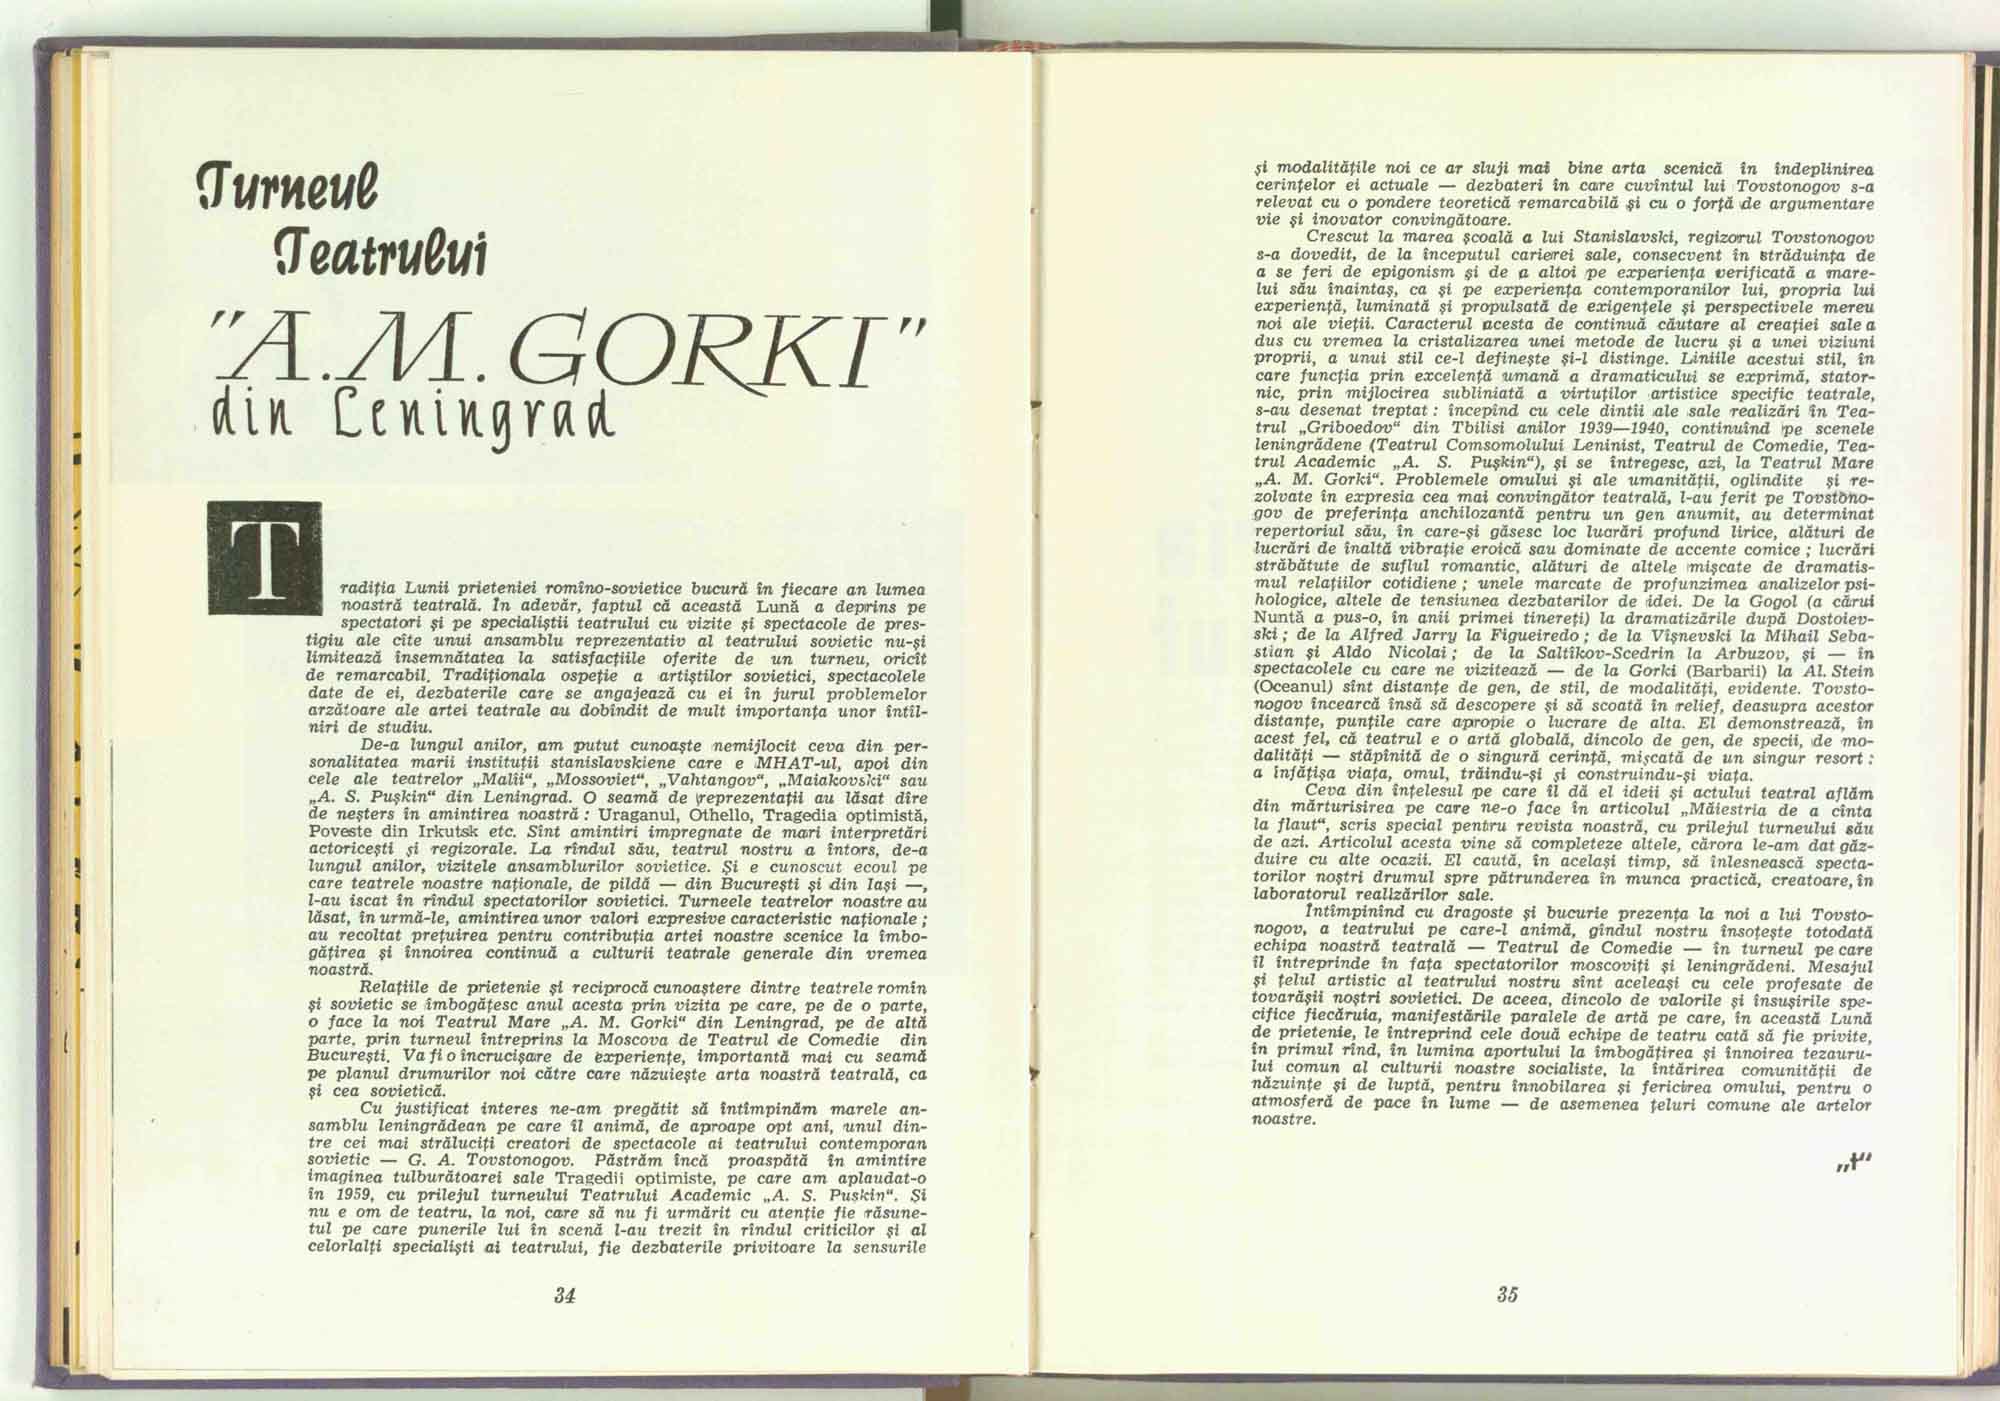 Turneul
Teatrului
"A.M. GORKI"
din Leningrad
Tradiția Lunii prieteniei romîno-sovietice bucură în fiecare an lumea
noastră teatrală. În adevăr, faptul că această Lună a deprins pe
spectatori și pe specialiștii teatrului cu vizite și spectacole de pres-
tigiu ale cîte unui ansamblu reprezentativ al teatrului sovietic nu-și
limitează însemnătatea la satisfacțiile oferite de un turneu, oricît
de remarcabil. Tradiționala ospeție a artiștilor sovietici, spectacolele
date de ei, dezbaterile care se angajează cu ei în jurul problemelor
arzătoare ale artei teatrale au dobîndit de mult importanța unor întîl-
niri de studiu.
De-a lungul anilor, am putut cunoaște nemijlocit ceva din per-
sonalitatea marii instituții stanislavskiene care e MHAT-ul, apoi din
cele ale teatrelor „Malîi“, „Mossoviet“, „Vahtangov“, „Maiakovski“ sau
„A. S. Pușkin“ din Leningrad. O seamă de reprezentații au lăsat dîre
de neșters în amintirea noastră : Uraganul, Othello, Tragedia optimistă,
Poveste din Irkutsk etc. Sînt amintiri impregnate de mari interpretări
actoricești și regizorale. La rîndul său, teatrul nostru a întors, de-a
lungul anilor, vizitele ansamblurilor sovietice. Și e cunoscut ecoul pe
care teatrele noastre naționale, de pildă — din București și din Iași —,
l-au iscat în rîndul spectatorilor sovietici. Turneele teatrelor noastre au
lăsat, în urmă-le, amintirea unor valori expresive caracteristic naționale ;
au recoltat prețuirea pentru contribuția artei noastre scenice la îmbo-
gățirea și înnoirea continuă a culturii teatrale generale din vremea
noastră.
Relațiile de prietenie și reciprocă cunoaștere dintre teatrele romîn
și sovietic se îmbogățesc anul acesta prin vizita pe care, pe de o parte,
o face la noi Teatrul Mare „A. M. Gorki“ din Leningrad, pe de altă
parte, prin turneul întreprins la Moscova de Teatrul de Comedie din
București. Va fi o încrucișare de experiențe, importantă mai cu seamă
pe planul drumurilor noi către care năzuiește arta noastră teatrală, ca
și cea sovietică.
Cu justificat interes ne-am pregătit să întîmpinăm marele an-
samblu leningrădean pe care îl animă, de aproape opt ani, unul din-
tre cei mai străluciți creatori de spectacole ai teatrului contemporan
sovietic — G. A. Tovstonogov. Păstrăm încă proaspătă în amintire
imaginea tulburătoarei sale Tragedii optimiste, pe care am aplaudat-o
în 1959, cu prilejul turneului Teatrului Academic „A. S. Pușkin“. Și
nu e om de teatru, la noi, care să nu fi urmărit cu atenție fie răsune-
tul pe care punerile lui în scenă l-au trezit în rîndul criticilor și al
celorlalți specialiști ai teatrului, fie dezbaterile privitoare la sensurile
34
și modalitățile noi ce ar sluji mai bine arta scenică în îndeplinirea
cerințelor ei actuale — dezbateri în care cuvîntul lui Tovstonogov s-a
relevat cu o pondere teoretică remarcabilă și cu o forță de argumentare
vie și inovator convingătoare.
Crescut la marea școală a lui Stanislavski, regizorul Tovstonogov
s-a dovedit, de la începutul carierei sale, consecvent în străduința de
a se feri de epigonism și de a altoi pe experiența verificată a mare-
lui său înaintaș, ca și pe experiența contemporanilor lui, propria lui
experiență, luminată și propulsată de exigențele și perspectivele mereu
noi ale vieții. Caracterul acesta de continuă căutare al creației sale a
dus cu vremea la cristalizarea unei metode de lucru și a unei viziuni
proprii, a unui stil ce-l definește și-l distinge. Liniile acestui stil, în
care funcția prin excelență umană a dramaticului se exprimă, stator-
nic, prin mijlocirea subliniată a virtuților artistice specific teatrale,
s-au desenat treptat : începînd cu cele dintîi ale sale realizări în Tea-
trul „Griboedov“ din Tbilisi anilor 1939—1940, continuînd pe scenele
leningrădene (Teatrul Comsomolului Leninist, Teatrul de Comedie, Tea-
trul Academic „A. S. Pușkin“), și se întregesc, azi, la Teatrul Mare
„A. M. Gorki“. Problemele omului și ale umanității, oglindite și re-
zolvate în expresia cea mai convingător teatrală, l-au ferit pe Tovstono-
gov de preferința anchilozantă pentru un gen anumit, au determinat
repertoriul său, în care-și găsesc loc lucrări profund lirice, alături de
lucrări de înaltă vibrație eroică sau dominate de accente comice ; lucrări
străbătute de suflul romantic, alături de altele mișcate de dramatis-
mul relațiilor cotidiene ; unele marcate de profunzimea analizelor psi-
hologice, altele de tensiunea dezbaterilor de idei. De la Gogol (a cărui
Nuntă a pus-o, în anii primei tinereți) la dramatizările după Dostoiev-
ski ; de la Alfred Jarry la Figueiredo ; de la Vișnevski la Mihail Seba-
stian și Aldo Nicolai ; de la Saltîkov-Scedrin la Arbuzov, și — în
spectacolele cu care ne vizitează — de la Gorki (Barbarii) la Al. Stein
(Oceanul) sînt distanțe de gen, de stil, de modalități, evidente. Tovsto-
nogov încearcă însă să descopere și să scoată în relief, deasupra acestor
distanțe, punțile care apropie o lucrare de alta. El demonstrează, în
acest fel, că teatrul e o artă globală, dincolo de gen, de specii, de mo-
dalități — stăpînită de o singură cerință, mișcată de un singur resort :
a înfățișa viața, omul, trăindu-și și construindu-și viața.
Ceva din înțelesul pe care îl dă el ideii și actului teatral aflăm
din mărturisirea pe care ne-o face în articolul „Măiestria de a cînta
la flaut“, scris special pentru revista noastră, cu prilejul turneului său
de azi. Articolul acesta vine să completeze altele, cărora le-am dat găz-
duire cu alte ocazii. El caută, în același timp, să înlesnească specta-
torilor noștri drumul spre pătrunderea în munca practică, creatoare, în
laboratorul realizărilor sale.
Întîmpinînd cu dragoste și bucurie prezența la noi a lui Tovsto-
nogov, a teatrului pe care-l animă, gîndul nostru însoțește totodată
echipa noastră teatrală — Teatrul de Comedie — în turneul pe care
îl întreprinde în fața spectatorilor moscoviți și leningrădeni. Mesajul
și țelul artistic al teatrului nostru sînt aceleași cu cele profesate de
tovarășii noștri sovietici. De aceea, dincolo de valorile și însușirile spe-
cifice fiecăruia, manifestările paralele de artă pe care, în această Lună
de prietenie, le întreprind cele două echipe de teatru cată să fie privite,
în primul rînd, în lumina aportului la îmbogățirea și înnoirea tezauru-
lui comun al culturii noastre socialiste, la întărirea comunității de
năzuințe și de luptă, pentru înnobilarea și fericirea omului, pentru o
atmosferă de pace în lume — de asemenea țeluri comune ale artelor
noastre.
„t“
35